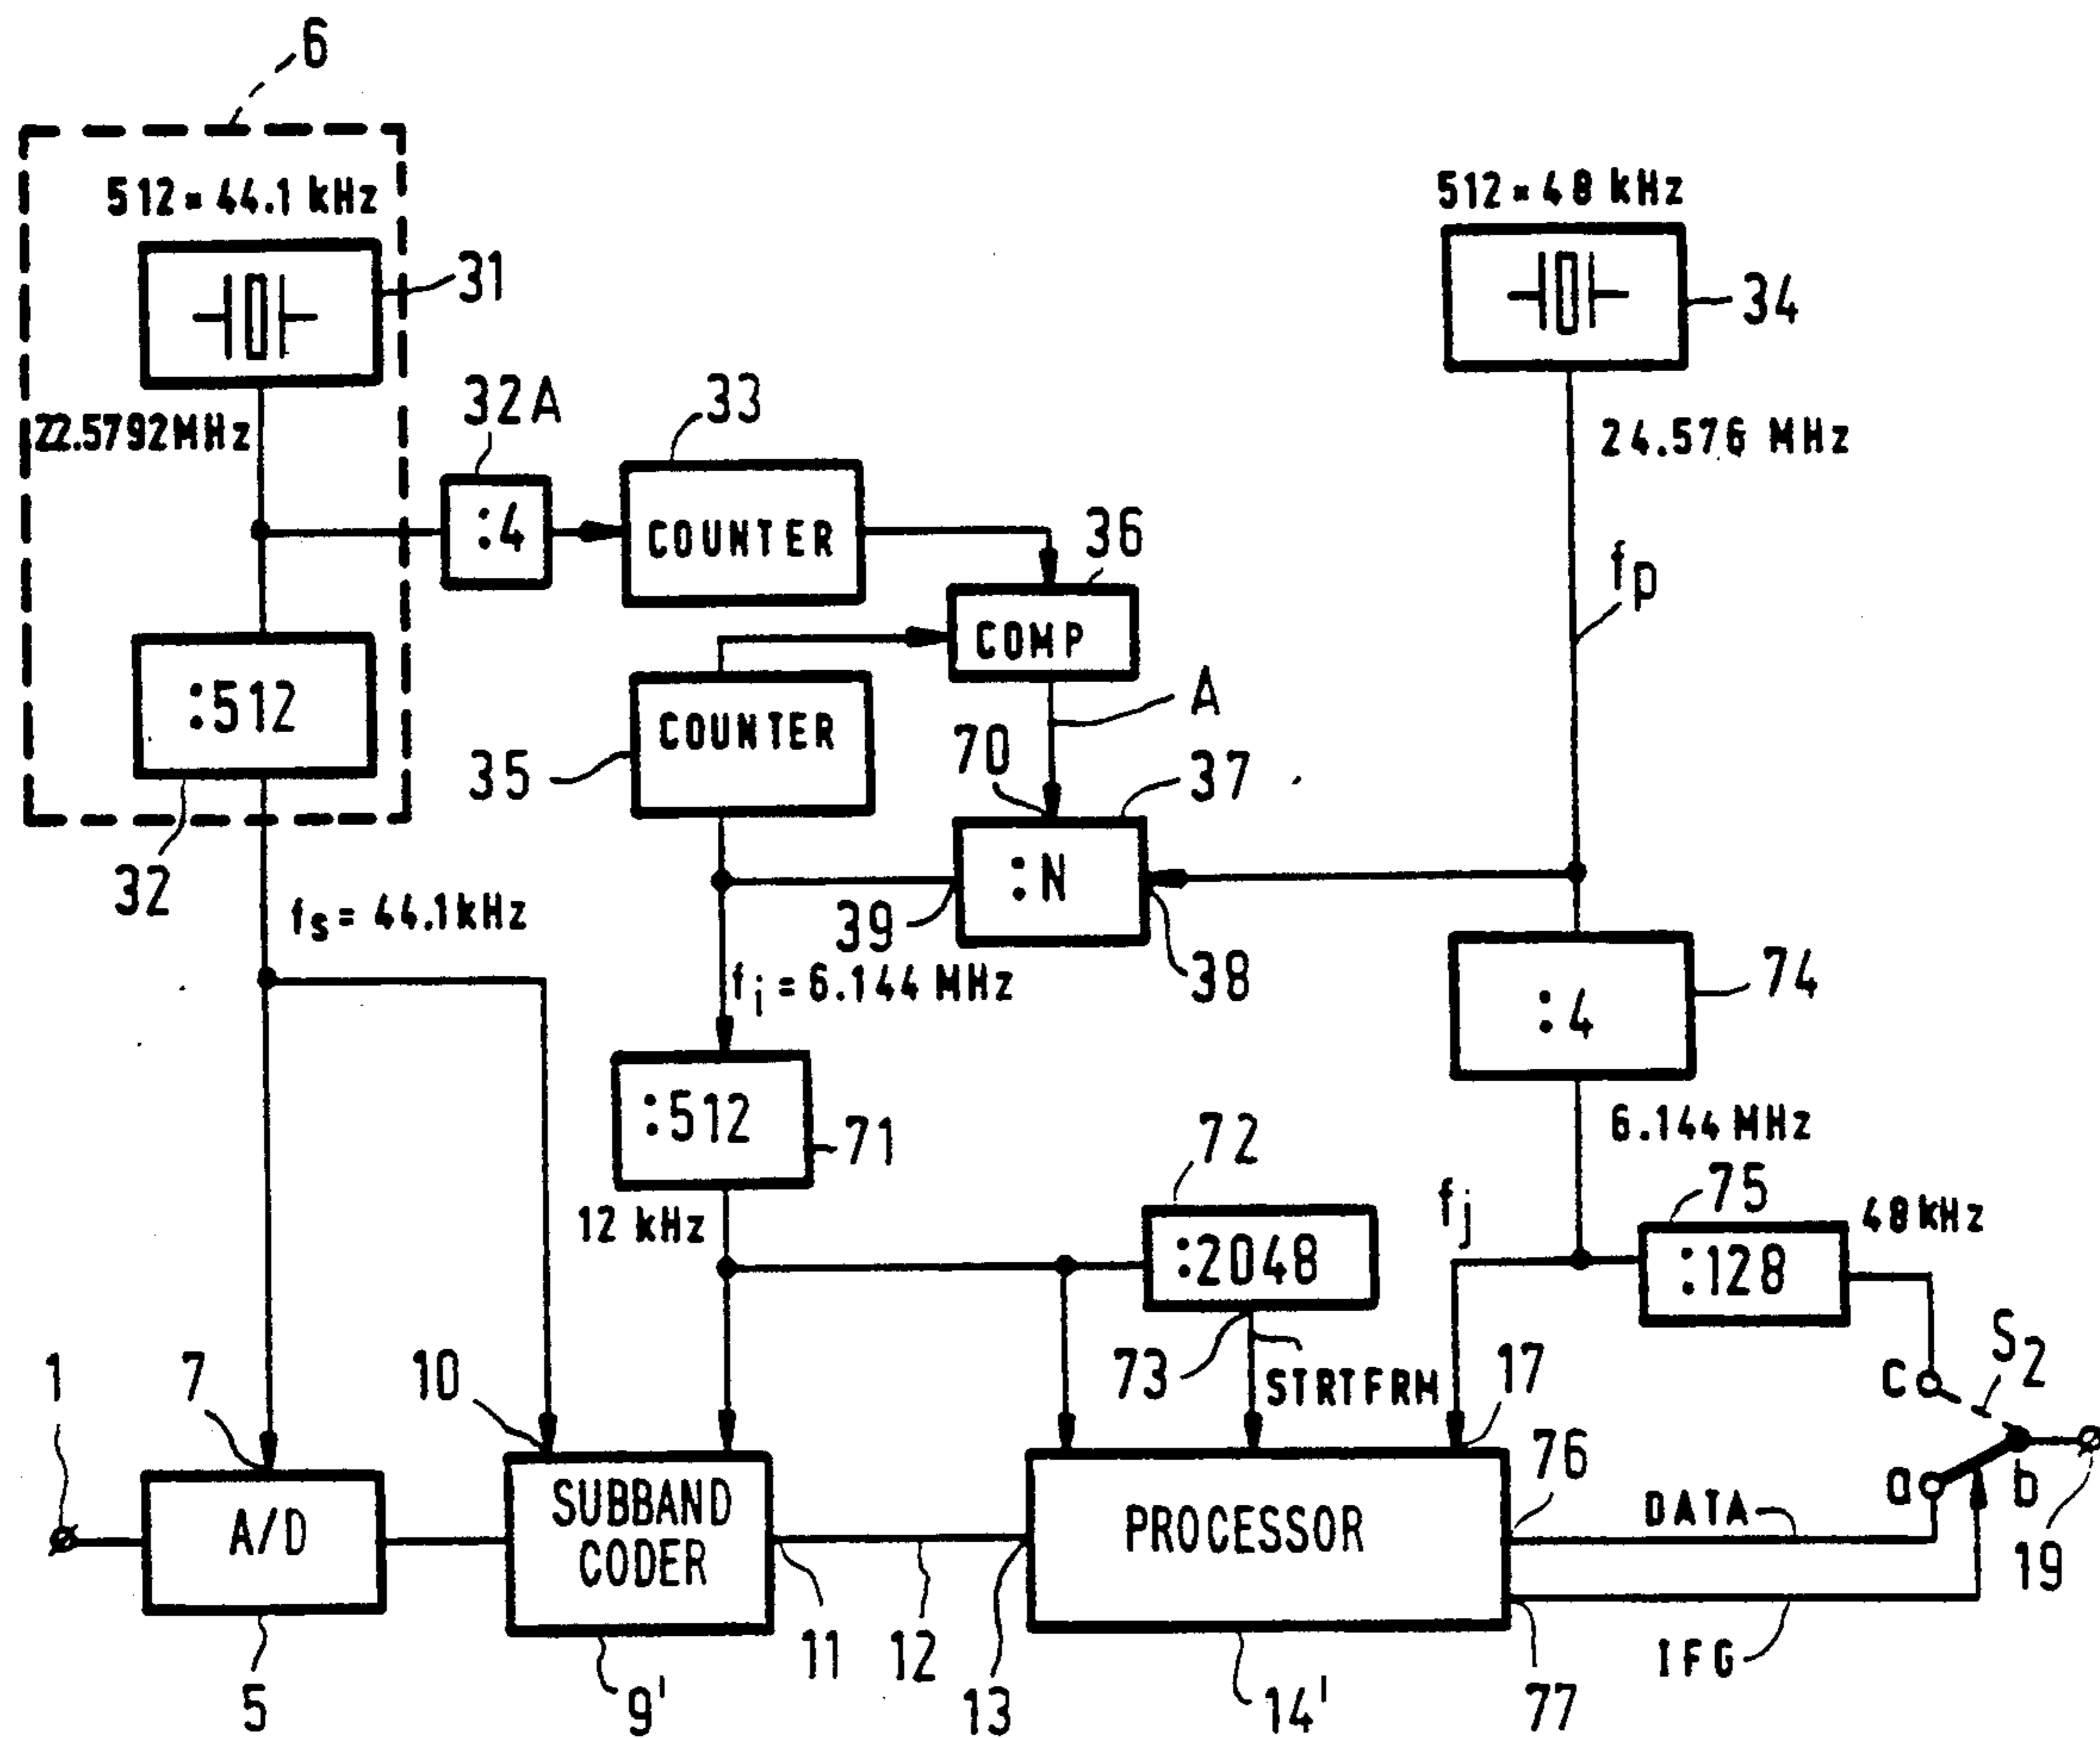 6
512=44.1 kHz
512=48 kHz
31
34
22.5792MHz
32A
33
24.576 MHz
:4
COUNTER
36
fp
COMP
:512
A
COUNTER
70
37
35
:N
32
39
38
fs = 44.1kHz
fi = 6.144 MHz
74
:4
:512
71
72
6.144 MHz
75
12 kHz
fj
48 kHz
:2048
:128
1
7
10
73
STRTFRM
17
C
S2
76
a
b
A/D
SUBBAND
CODER
PROCESSOR
DATA
19
5
9'
11
12
13
14'
77
IFG